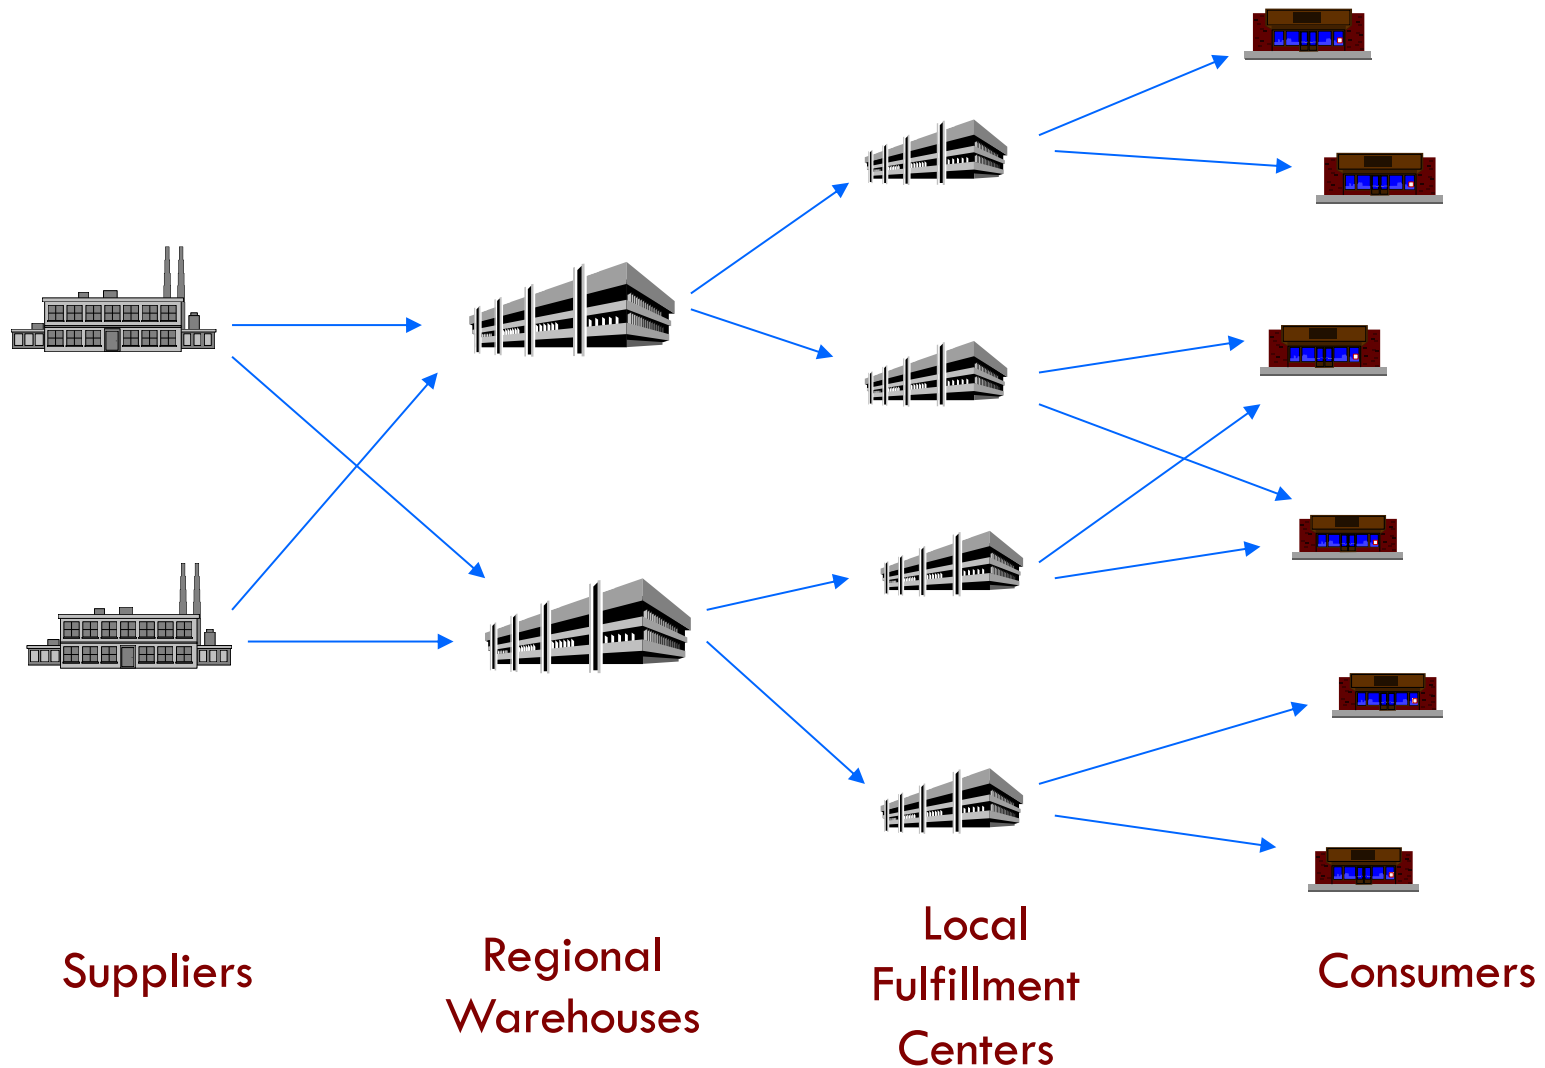 Suppliers
Regional
Warehouses
Local
Fulfillment
Centers
Consumers